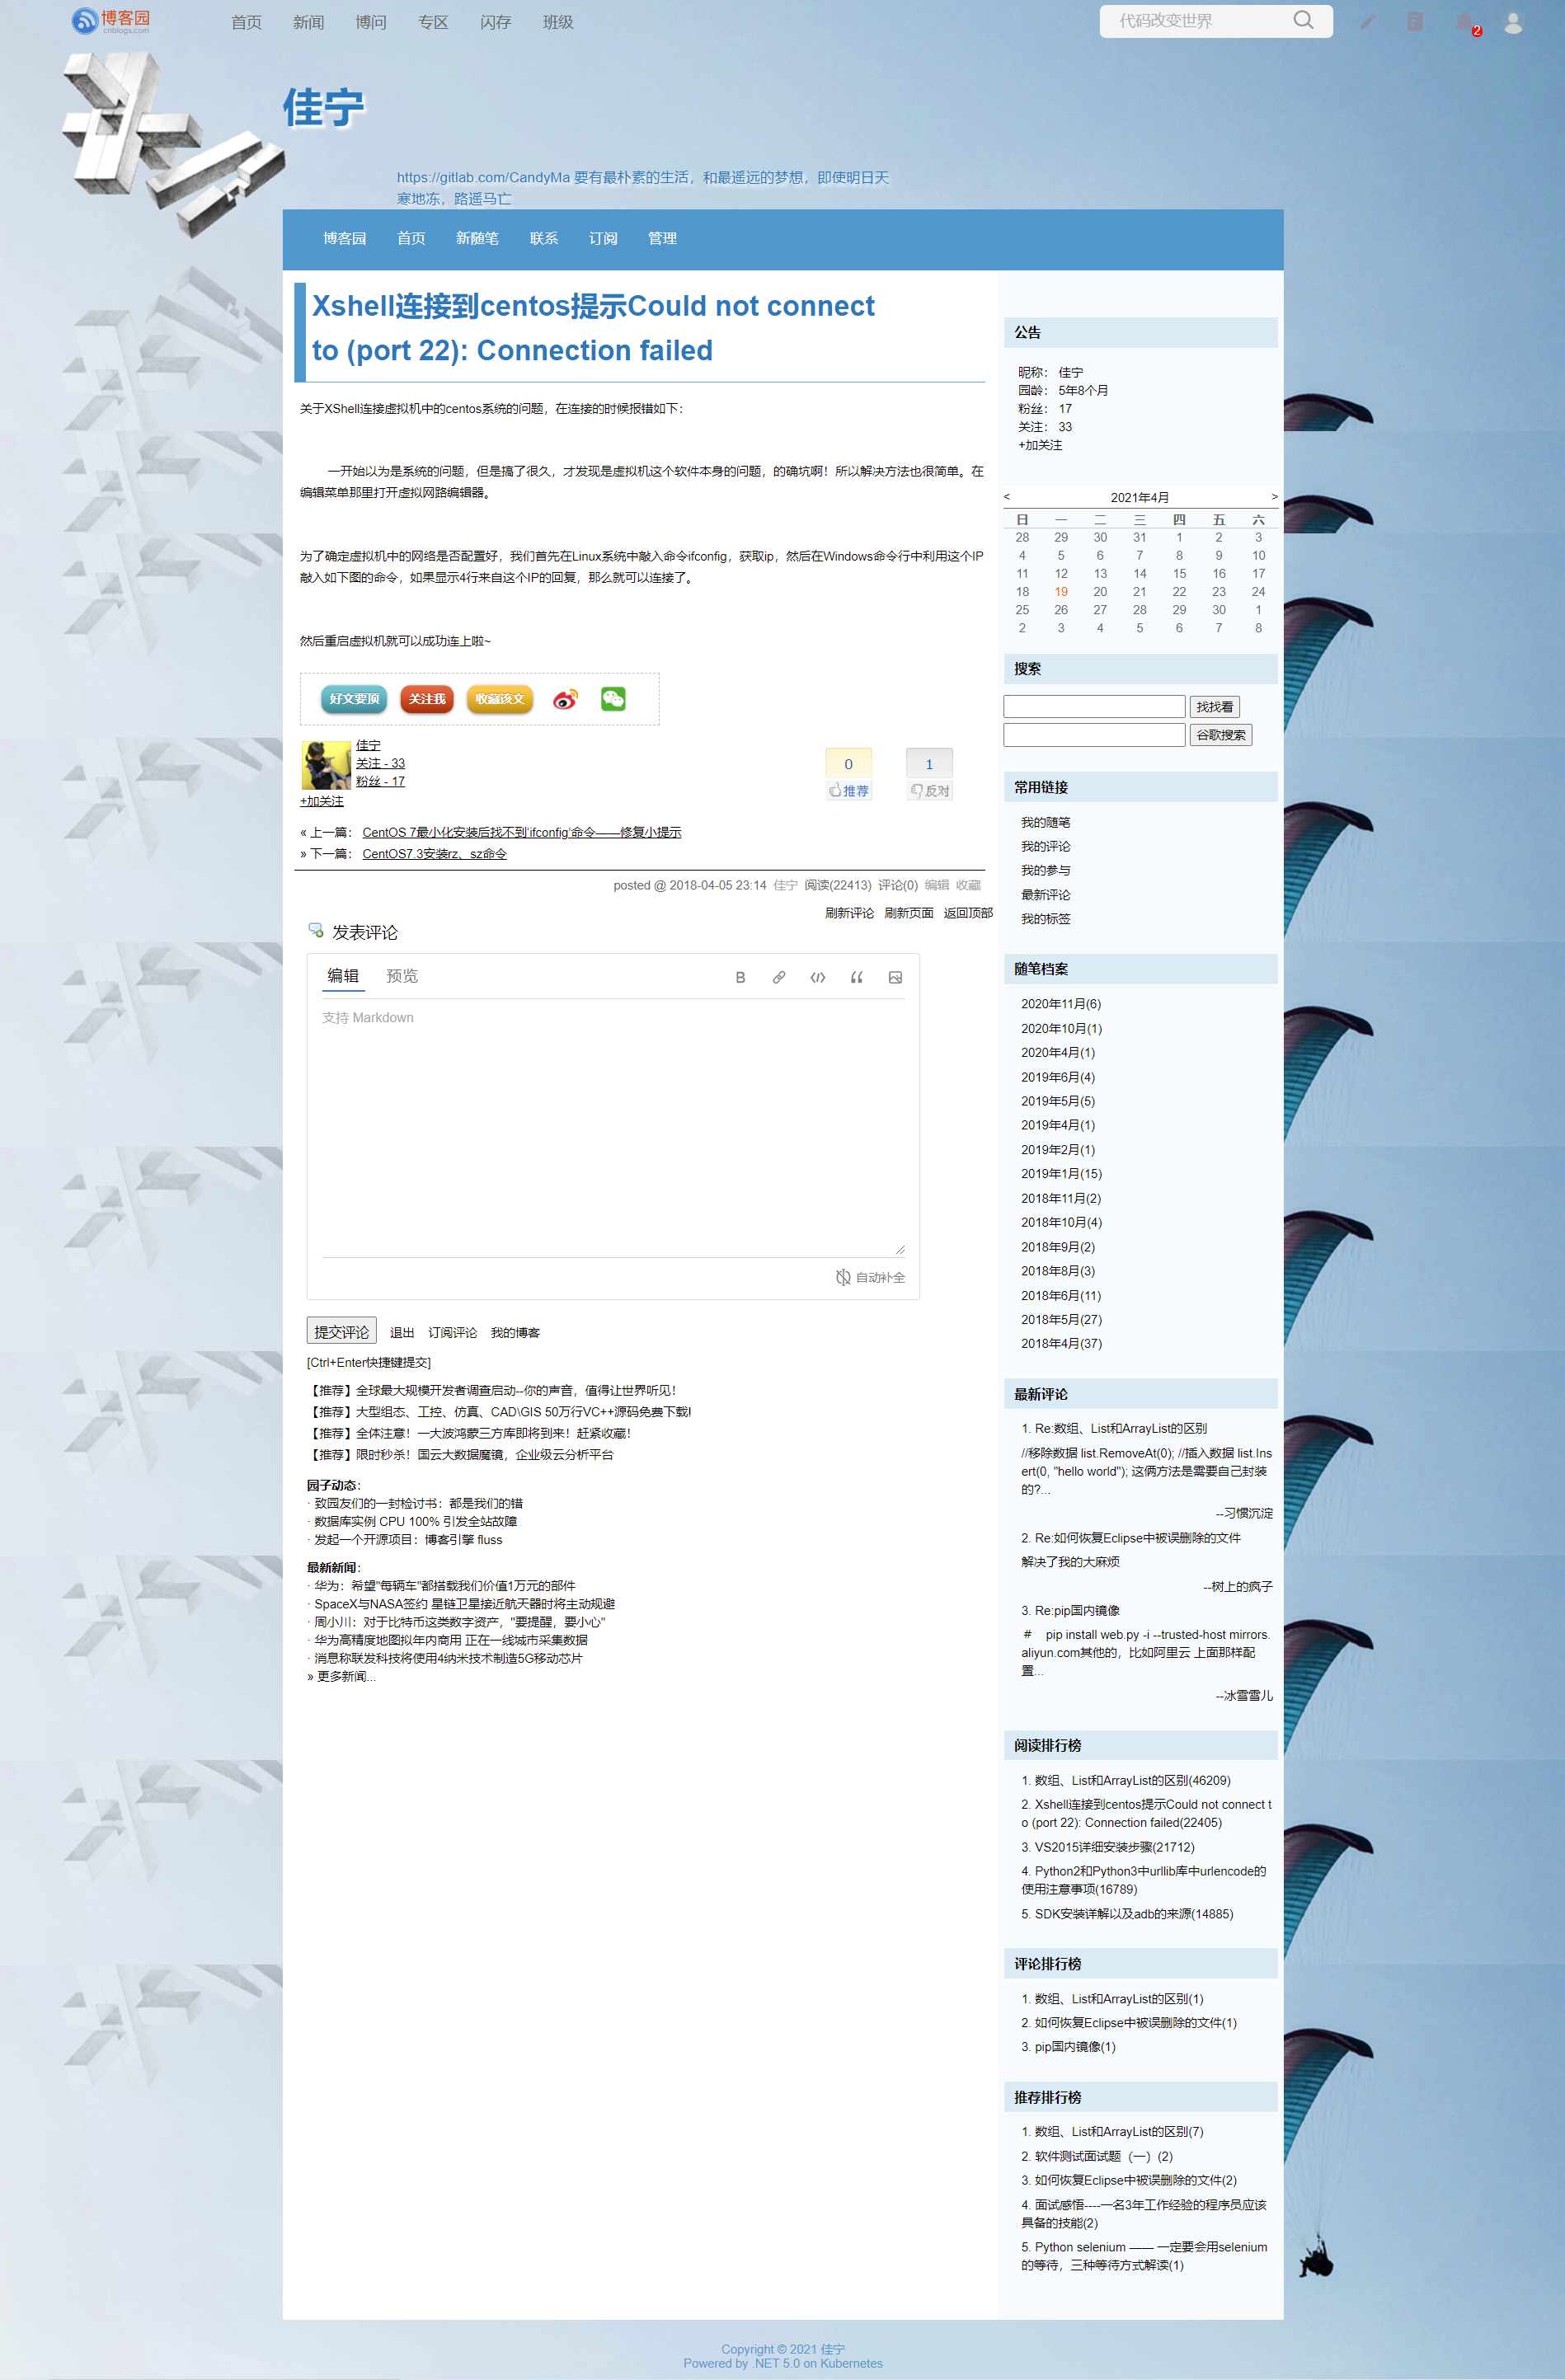 博客园
cnblogs.com
首页 新闻 博问 专区 闪存 班级
代码改变世界
2
佳宁
https://gitlab.com/CandyMa 要有最朴素的生活，和最遥远的梦想，即使明日天
寒地冻，路遥马亡
博客园 首页 新随笔 联系 订阅 管理
Xshell连接到centos提示Could not connect
to (port 22): Connection failed
关于XShell连接虚拟机中的centos系统的问题，在连接的时候报错如下：
一开始以为是系统的问题，但是搞了很久，才发现是虚拟机这个软件本身的问题，的确坑啊！所以解决方法也很简单。在
编辑菜单那里打开虚拟网路编辑器。
为了确定虚拟机中的网络是否配置好，我们首先在Linux系统中敲入命令ifconfig，获取ip，然后在Windows命令行中利用这个IP
敲入如下图的命令，如果显示4行来自这个IP的回复，那么就可以连接了。
然后重启虚拟机就可以成功连上啦~
好文要顶 关注我 收藏该文
佳宁
关注 - 33
粉丝 - 17
+加关注
0 1
推荐 反对
« 上一篇： CentOS 7最小化安装后找不到‘ifconfig’命令——修复小提示
» 下一篇： CentOS7.3安装rz、sz命令
posted @ 2018-04-05 23:14 佳宁 阅读(22413) 评论(0) 编辑 收藏
刷新评论 刷新页面 返回顶部
发表评论
编辑 预览
支持 Markdown
自动补全
提交评论 退出 订阅评论 我的博客
[Ctrl+Enter快捷键提交]
【推荐】全球最大规模开发者调查启动--你的声音，值得让世界听见！
【推荐】大型组态、工控、仿真、CAD\GIS 50万行VC++源码免费下载!
【推荐】全体注意！一大波鸿蒙三方库即将到来！赶紧收藏！
【推荐】限时秒杀！国云大数据魔镜，企业级云分析平台
园子动态：
· 致园友们的一封检讨书：都是我们的错
· 数据库实例 CPU 100% 引发全站故障
· 发起一个开源项目：博客引擎 fluss
最新新闻：
· 华为：希望“每辆车”都搭载我们价值1万元的部件
· SpaceX与NASA签约 星链卫星接近航天器时将主动规避
· 周小川：对于比特币这类数字资产，“要提醒，要小心”
· 华为高精度地图拟年内商用 正在一线城市采集数据
· 消息称联发科技将使用4纳米技术制造5G移动芯片
» 更多新闻...
公告
昵称： 佳宁
园龄： 5年8个月
粉丝： 17
关注： 33
+加关注
< 2021年4月 >
日 一 二 三 四 五 六
28 29 30 31 1 2 3
4 5 6 7 8 9 10
11 12 13 14 15 16 17
18 19 20 21 22 23 24
25 26 27 28 29 30 1
2 3 4 5 6 7 8
搜索
找找看
谷歌搜索
常用链接
我的随笔
我的评论
我的参与
最新评论
我的标签
随笔档案
2020年11月(6)
2020年10月(1)
2020年4月(1)
2019年6月(4)
2019年5月(5)
2019年4月(1)
2019年2月(1)
2019年1月(15)
2018年11月(2)
2018年10月(4)
2018年9月(2)
2018年8月(3)
2018年6月(11)
2018年5月(27)
2018年4月(37)
最新评论
1. Re:数组、List和ArrayList的区别
//移除数据 list.RemoveAt(0); //插入数据 list.Ins
ert(0, "hello world"); 这俩方法是需要自己封装
的?...
--习惯沉淀
2. Re:如何恢复Eclipse中被误删除的文件
解决了我的大麻烦
--树上的疯子
3. Re:pip国内镜像
# pip install web.py -i --trusted-host mirrors.
aliyun.com其他的，比如阿里云 上面那样配
置...
--冰雪雪儿
阅读排行榜
1. 数组、List和ArrayList的区别(46209)
2. Xshell连接到centos提示Could not connect t
o (port 22): Connection failed(22405)
3. VS2015详细安装步骤(21712)
4. Python2和Python3中urllib库中urlencode的
使用注意事项(16789)
5. SDK安装详解以及adb的来源(14885)
评论排行榜
1. 数组、List和ArrayList的区别(1)
2. 如何恢复Eclipse中被误删除的文件(1)
3. pip国内镜像(1)
推荐排行榜
1. 数组、List和ArrayList的区别(7)
2. 软件测试面试题（一）(2)
3. 如何恢复Eclipse中被误删除的文件(2)
4. 面试感悟----一名3年工作经验的程序员应该
具备的技能(2)
5. Python selenium —— 一定要会用selenium
的等待，三种等待方式解读(1)
Copyright © 2021 佳宁
Powered by .NET 5.0 on Kubernetes